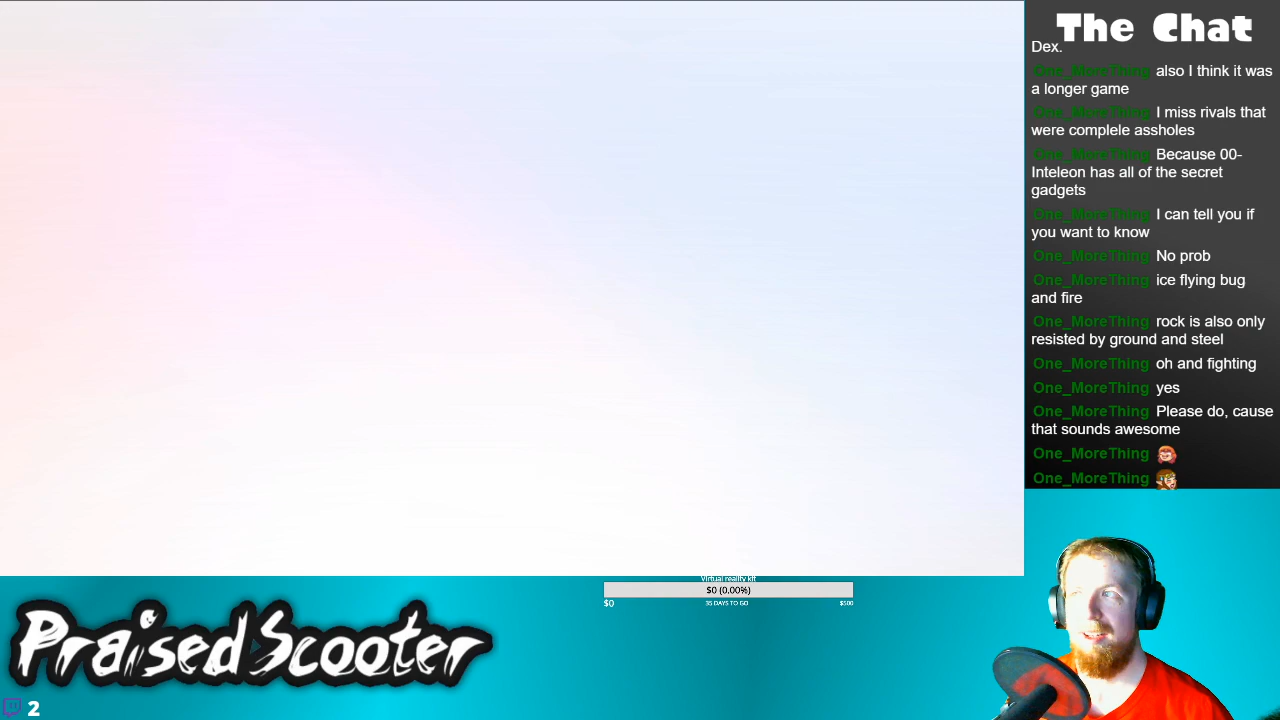 The Chat
Dex.
One_MoreThing also I think it was
a longer game
One_MoreThing I miss rivals that
were complele assholes
One_MoreThing Because 00-
Inteleon has all of the secret
gadgets
One_MoreThing I can tell you if
you want to know
One_MoreThing No prob
One_MoreThing ice flying bug
and fire
One_MoreThing rock is also only
resisted by ground and steel
One_MoreThing oh and fighting
One_MoreThing yes
One_MoreThing Please do, cause
that sounds awesome
One_MoreThing
One_MoreThing
Virtual reality kit
$0 (0.00%)
$0 35 DAYS TO GO $500
PraisedScooter
2